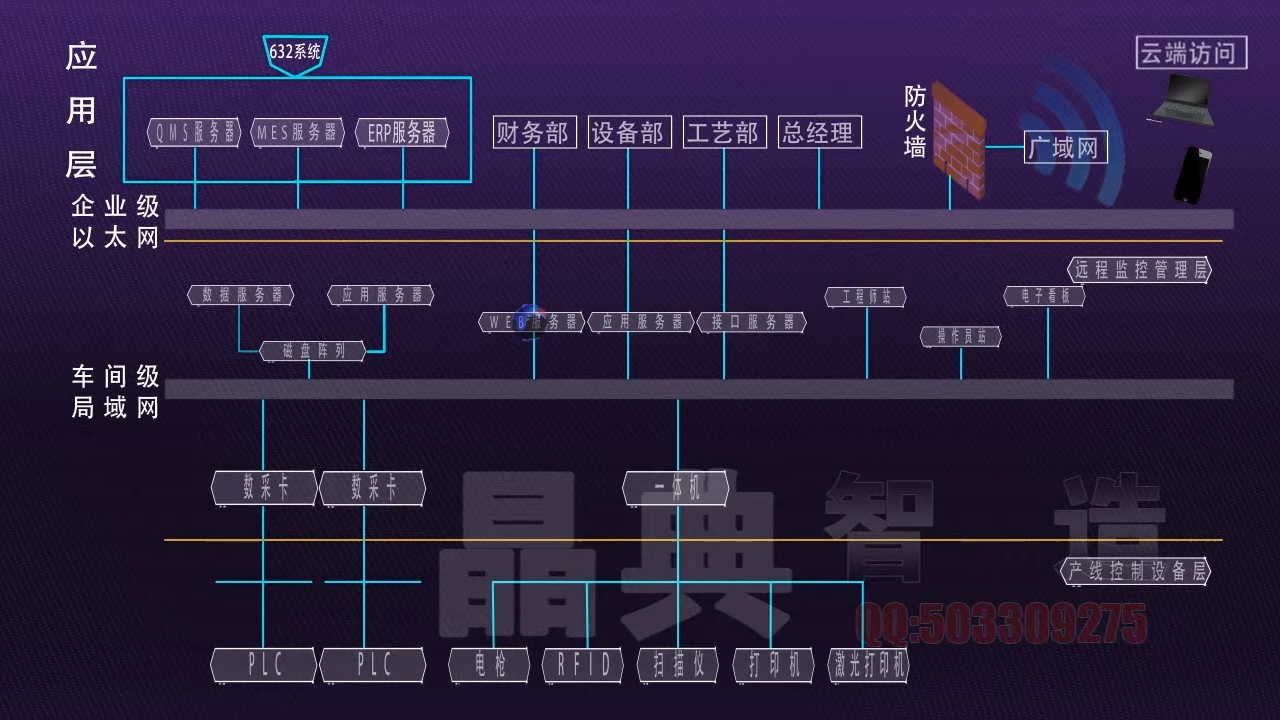 应用层
632系统
云端访问
QMS服务器
MES服务器
ERP服务器
财务部
设备部
工艺部
总经理
防火墙
广域网
企业级
以太网
远程监控管理层
数据服务器
应用服务器
工程师站
电子看板
WEB服务器
应用服务器
接口服务器
操作员站
磁盘阵列
车间级
局域网
数采卡
数采卡
一体机
晶典智造
产线控制设备层
QQ:503309275
PLC
PLC
电枪
RFID
扫描仪
打印机
激光打印机